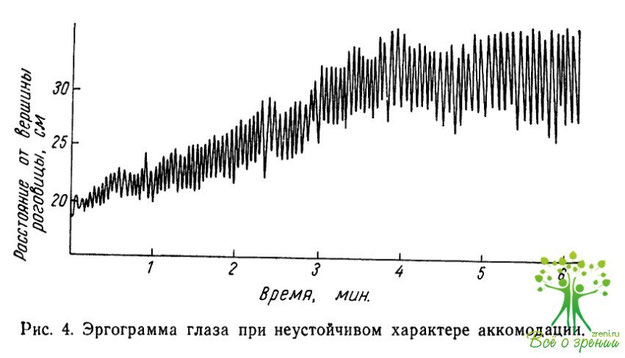 Расстояние от вершины
роговицы, см
30
25
20
1 2 3 4 5 6
Время, мин.
Рис. 4. Эргограмма глаза при неустойчивом характере аккомодации.
zreni.ru
Всё о зрении